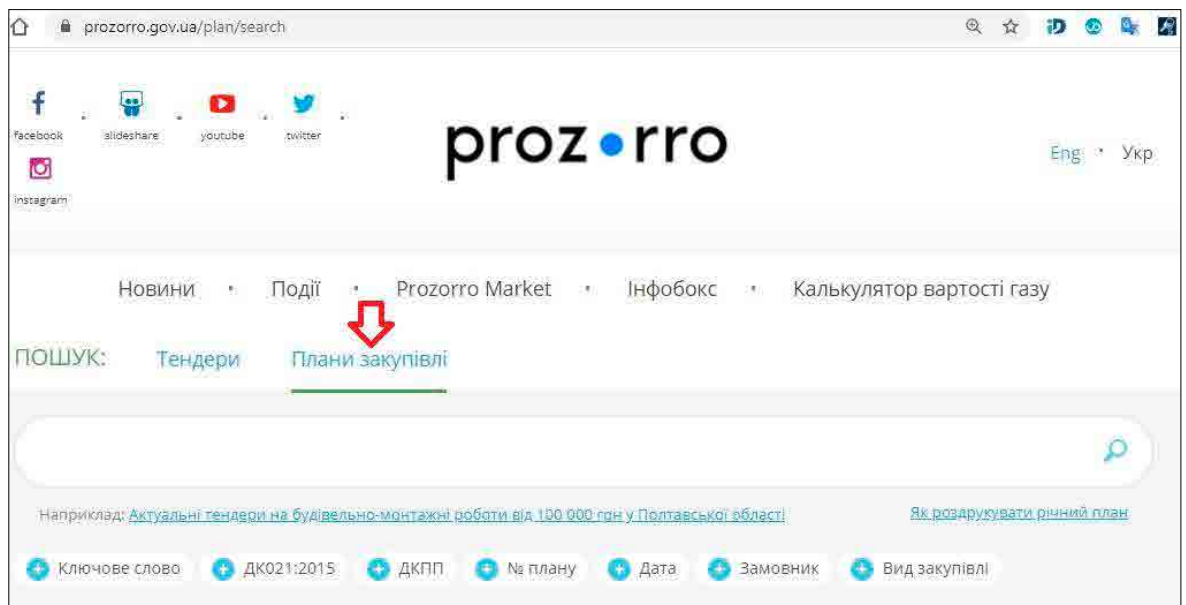 prozorro.gov.ua/plan/search
facebook slideshare youtube twitter
instagram
prozorro
Eng · Укр
Новини · Події · Prozorro Market · Інфобокс · Калькулятор вартості газу
ПОШУК: Тендери Плани закупівлі
Наприклад: Актуальні тендери на будівельно-монтажні роботи від 100 000 грн у Полтавської області Як роздрукувати річний план
Ключове слово ДК021:2015 ДКПП № плану Дата Замовник Вид закупівлі